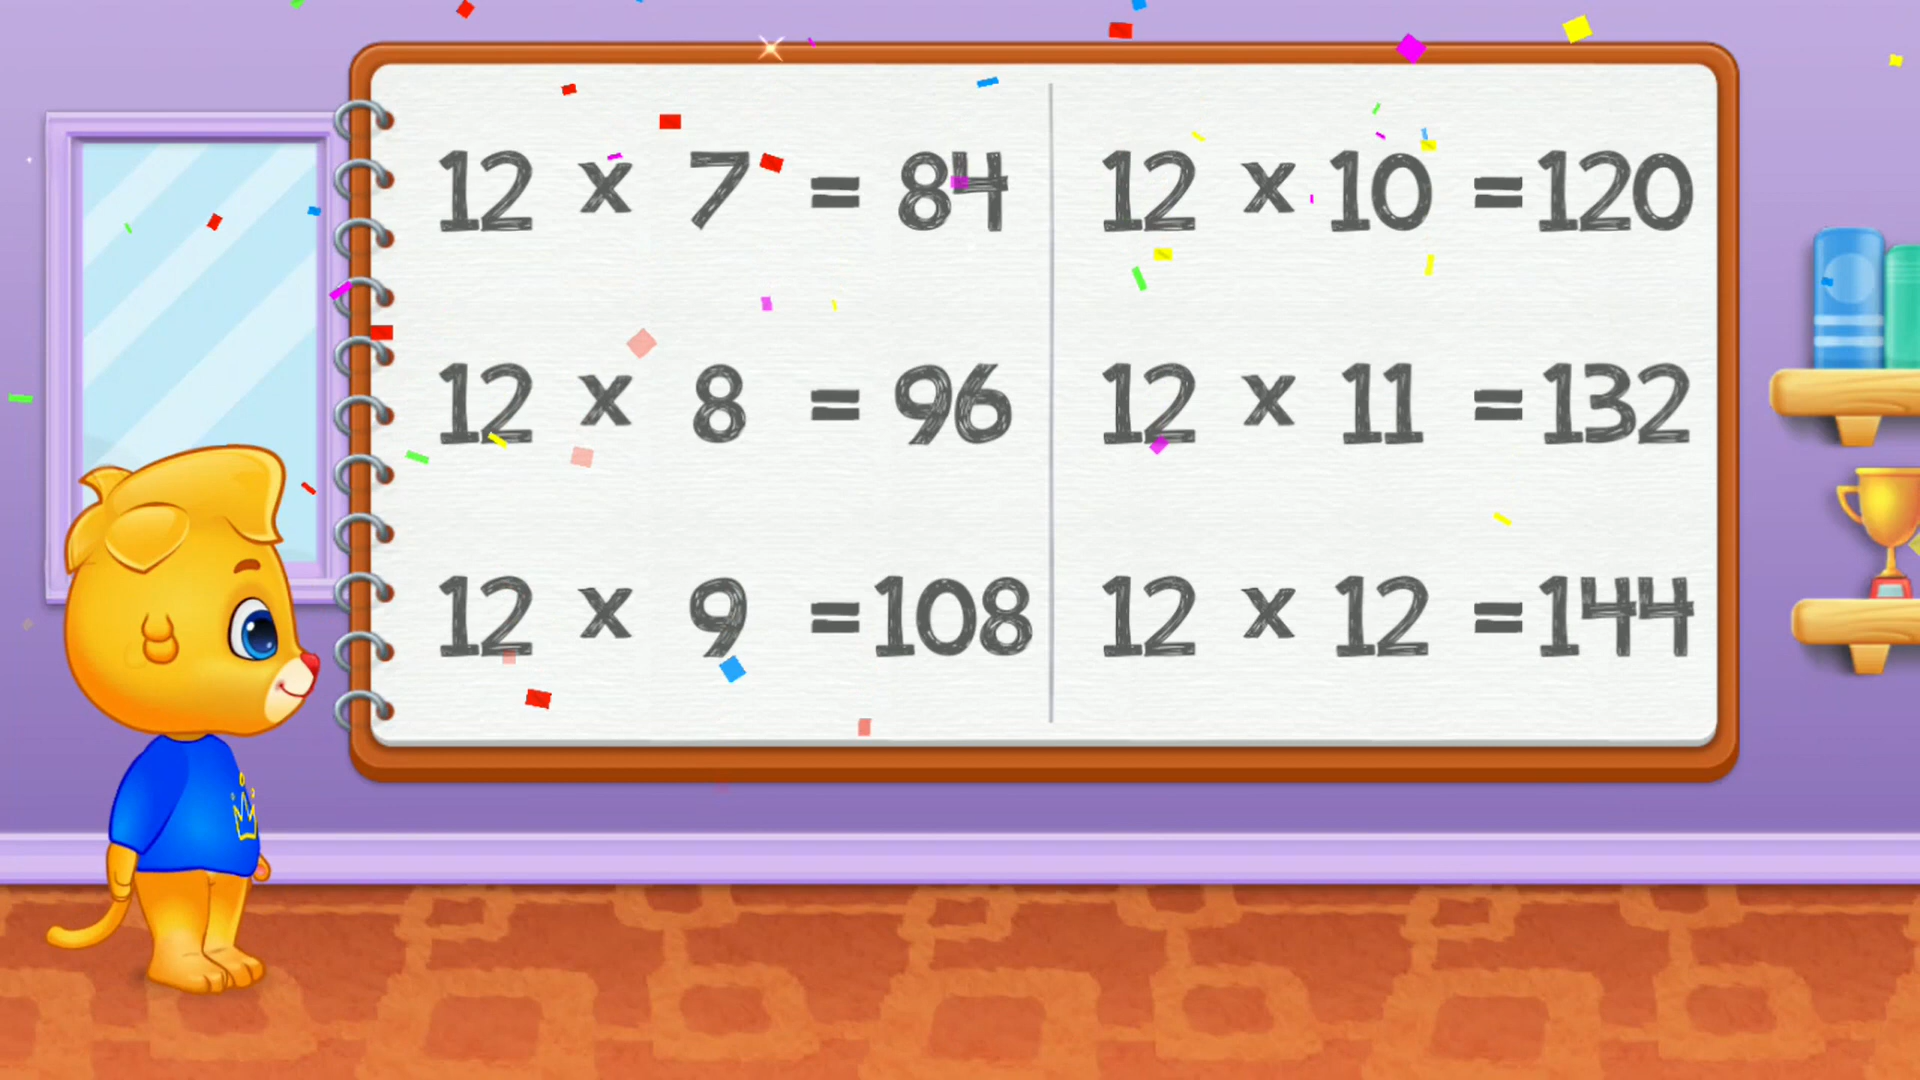 12 x 7 = 84
12 x 8 = 96
12 x 9 = 108
12 x 10 = 120
12 x 11 = 132
12 x 12 = 144